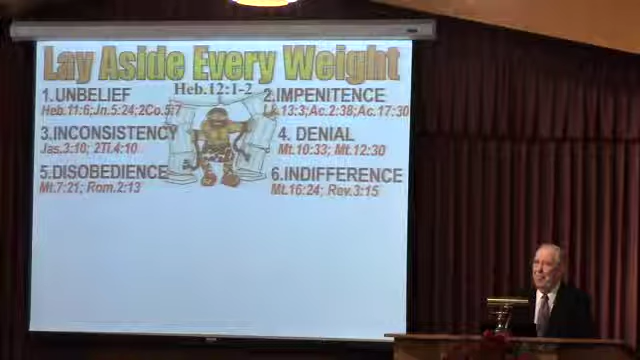 Lay Aside Every Weight
Heb.12:1-2
1.UNBELIEF
Heb.11:6;Jn.5:24;2Co.5:7
2.IMPENITENCE
Lk.13:3;Ac.2:38;Ac.17:30
3.INCONSISTENCY
Jas.3:10; 2Ti.4:10
4. DENIAL
Mt.10:33; Mt.12:30
5.DISOBEDIENCE
Mt.7:21; Rom.2:13
6.INDIFFERENCE
Mt.16:24; Rev.3:15